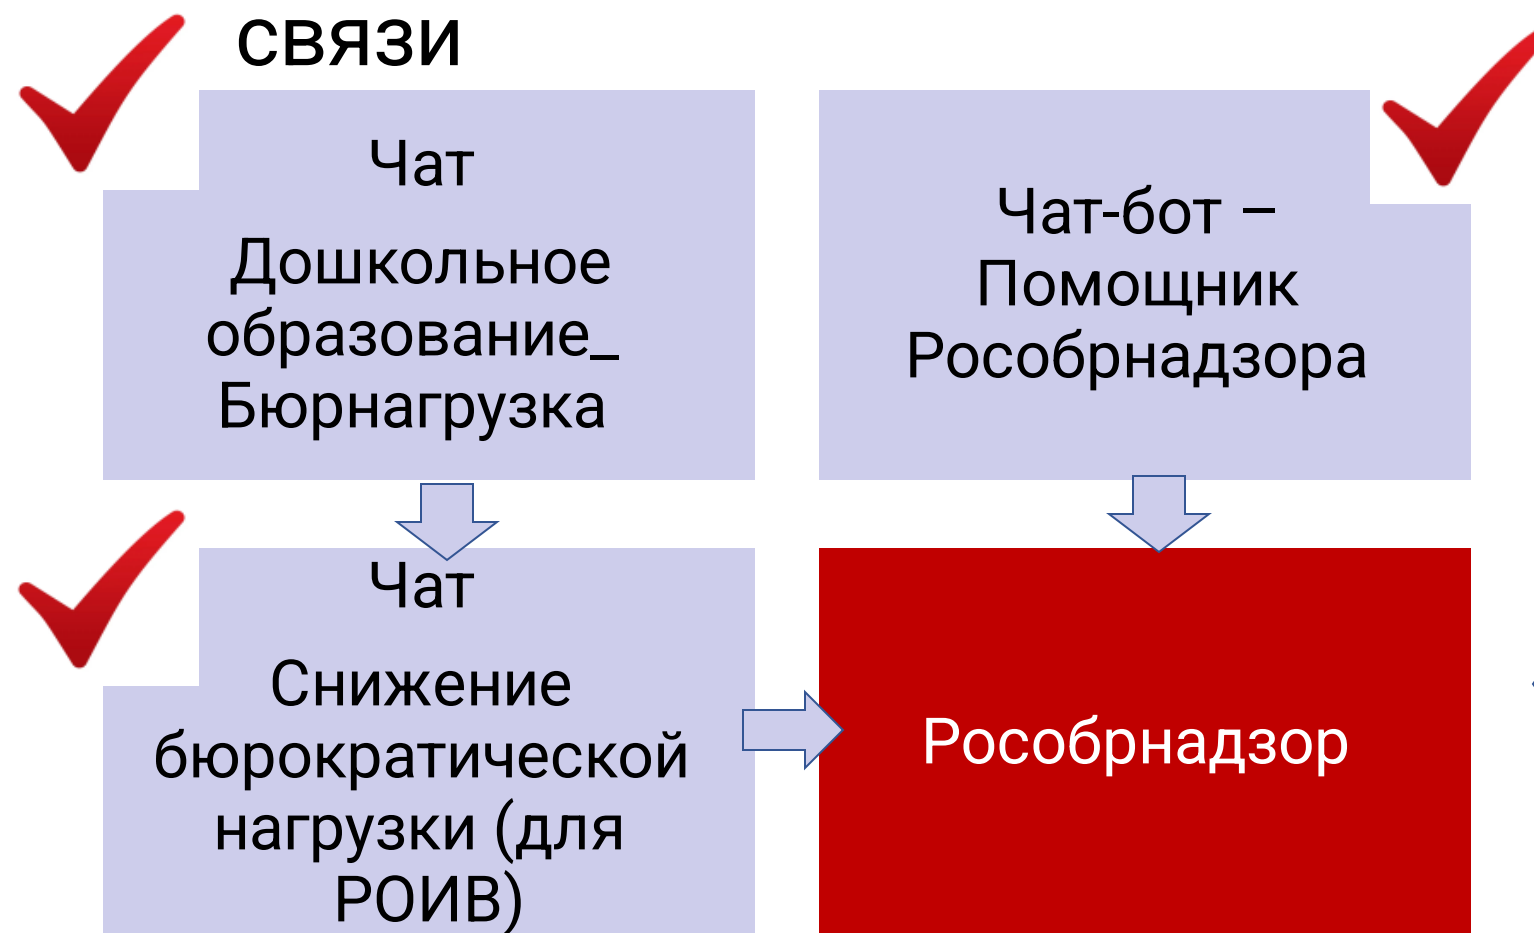 связи
Чат
Дошкольное
образование_
Бюрнагрузка
Чат-бот –
Помощник
Рособрнадзора
Чат
Снижение
бюрократической
нагрузки (для
РОИВ)
Рособрнадзор